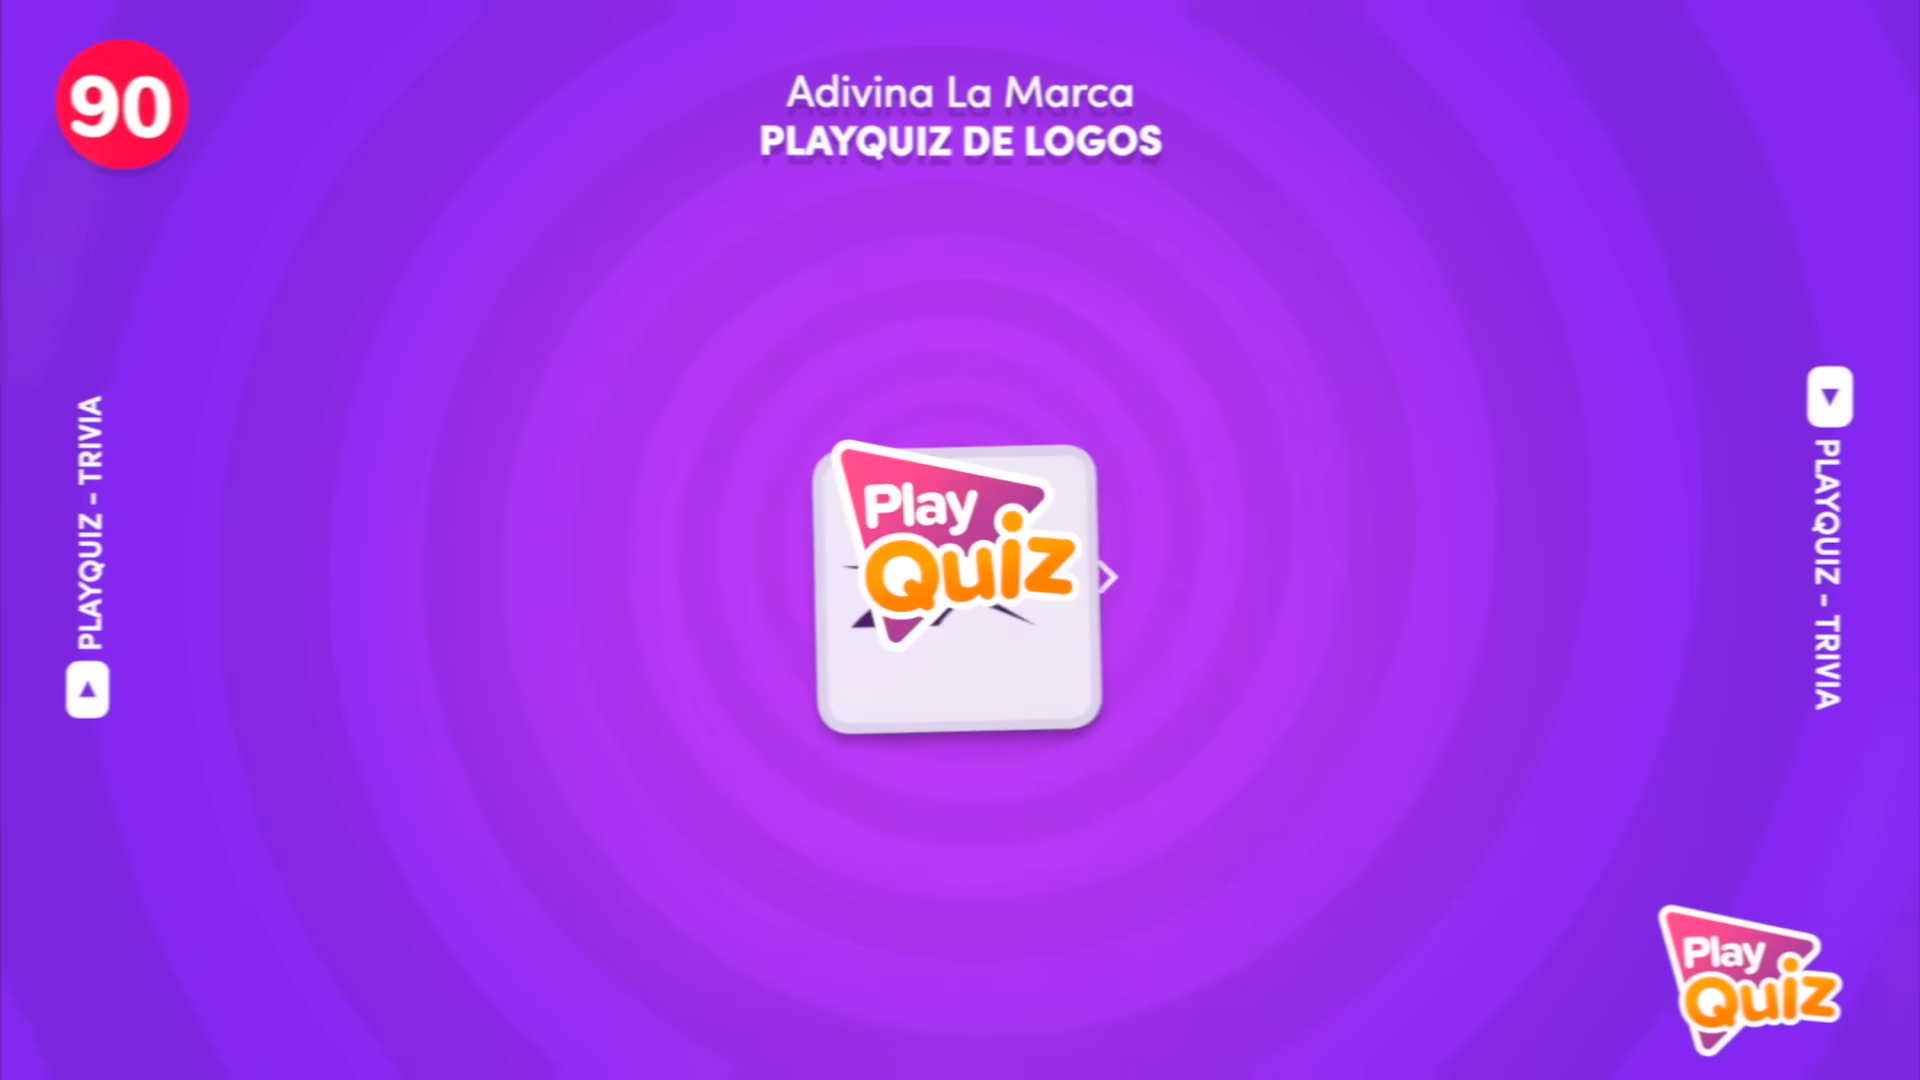 90
Adivina La Marca
PLAYQUIZ DE LOGOS
PLAYQUIZ - TRIVIA
Play
Quiz
PLAYQUIZ - TRIVIA
Play
Quiz